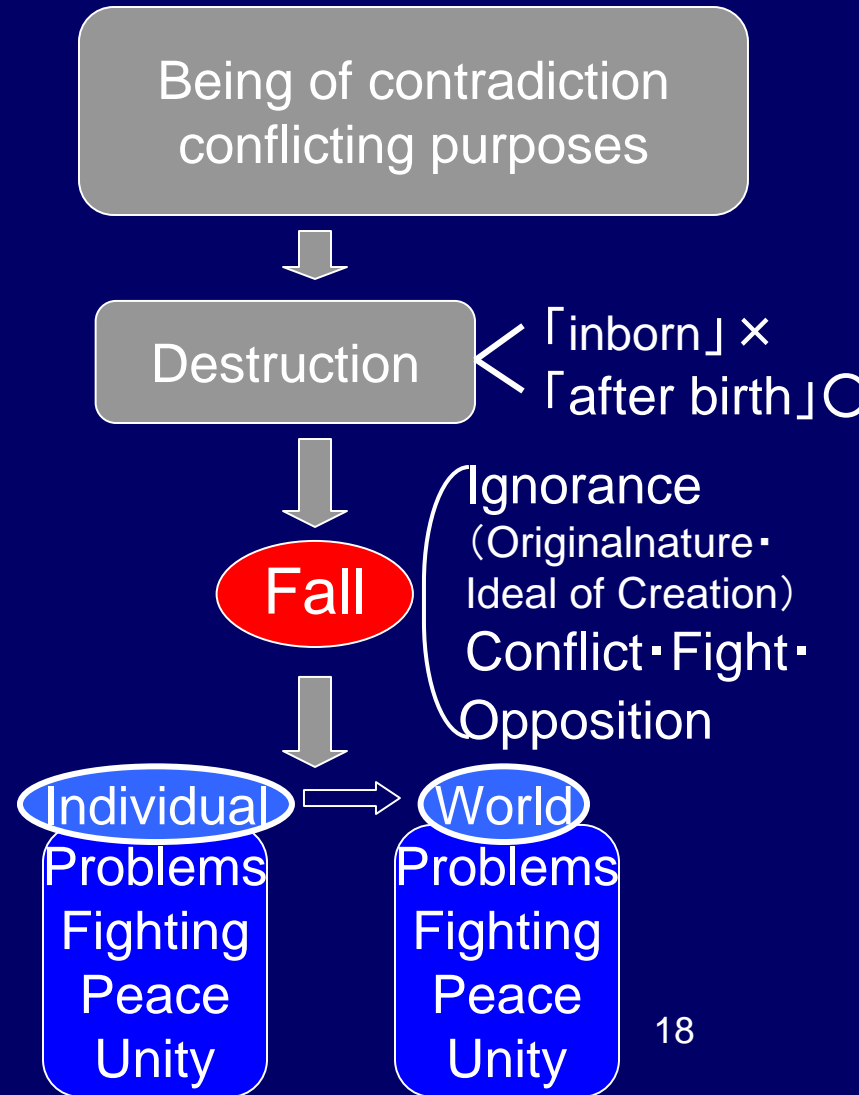 Being of contradiction
conflicting purposes
Destruction
「inborn」×
「after birth」○
Fall
Ignorance
（Originalnature・
Ideal of Creation）
Conflict・Fight・
Opposition
Individual
World
Problems
Fighting
Peace
Unity
Problems
Fighting
Peace
Unity
18